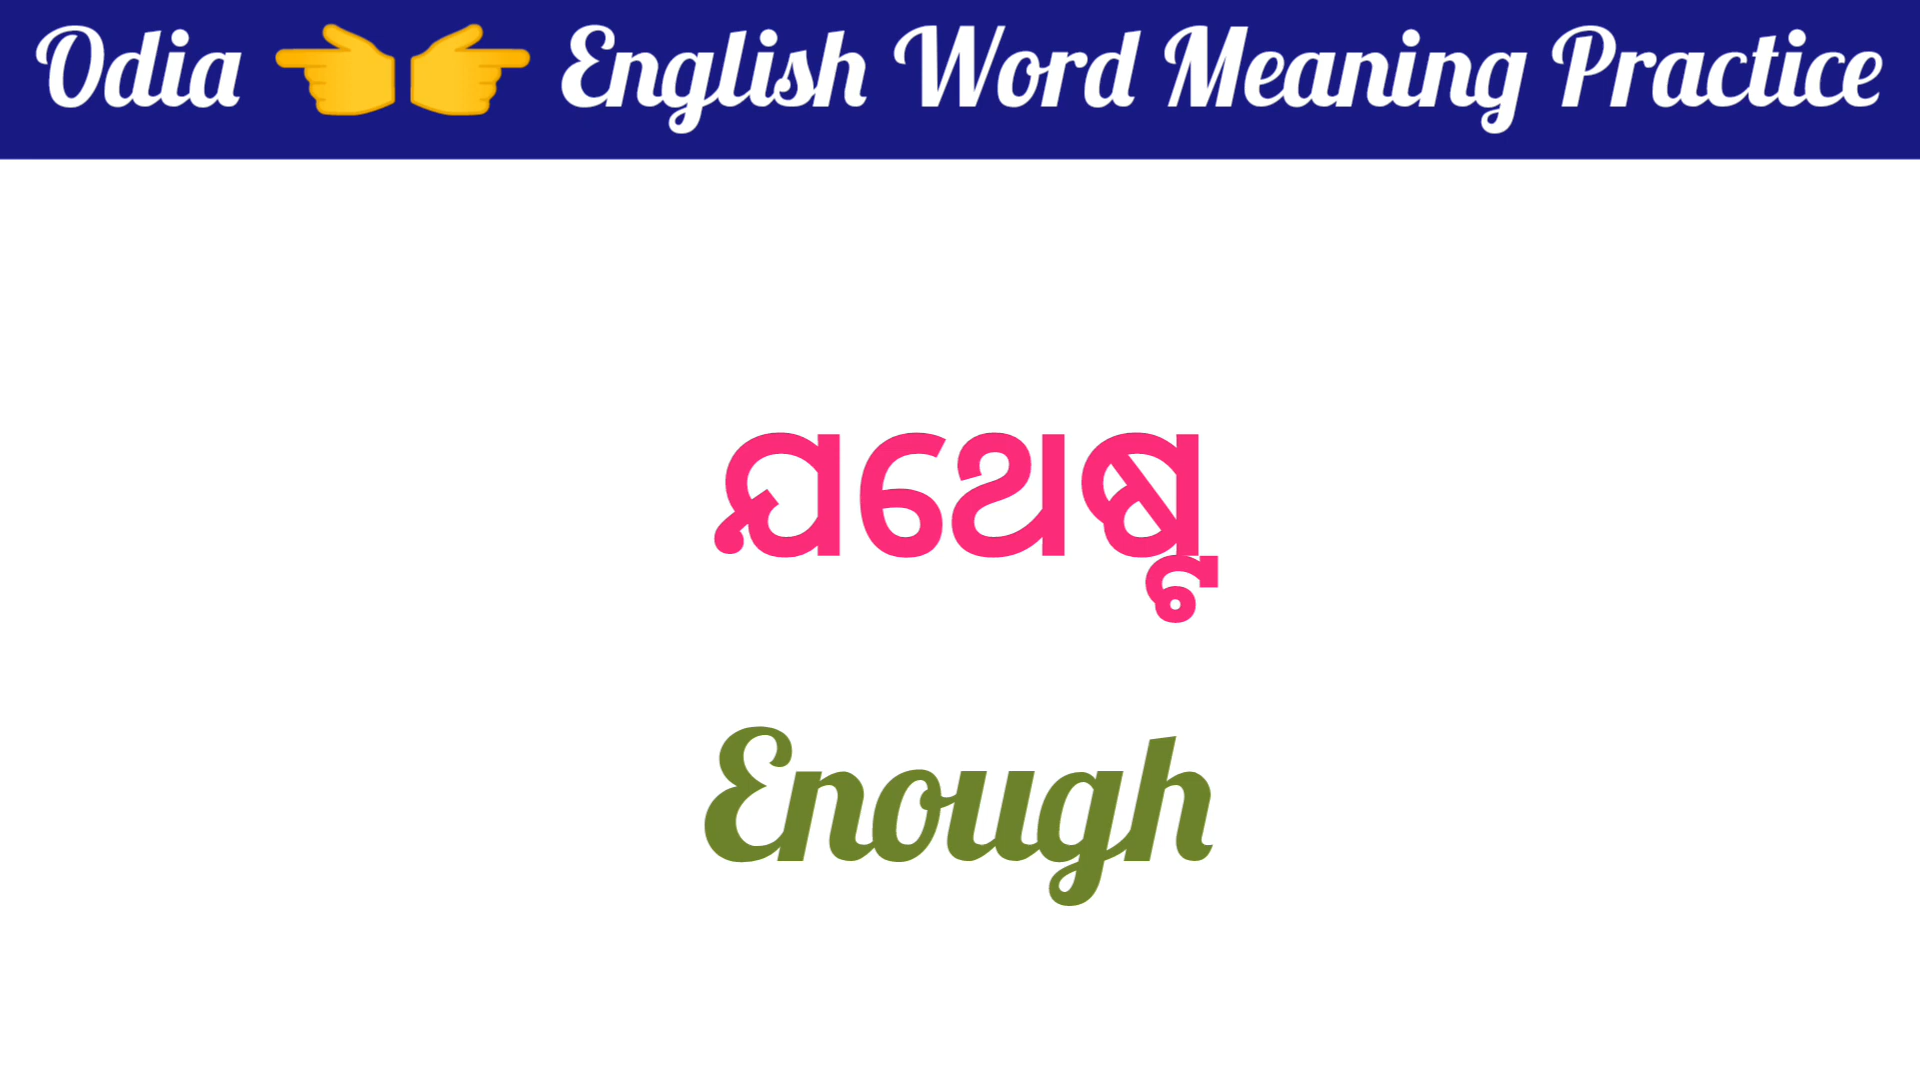 Odia 👈👉 English Word Meaning Practice
ଯଥେଷ୍ଟ
Enough